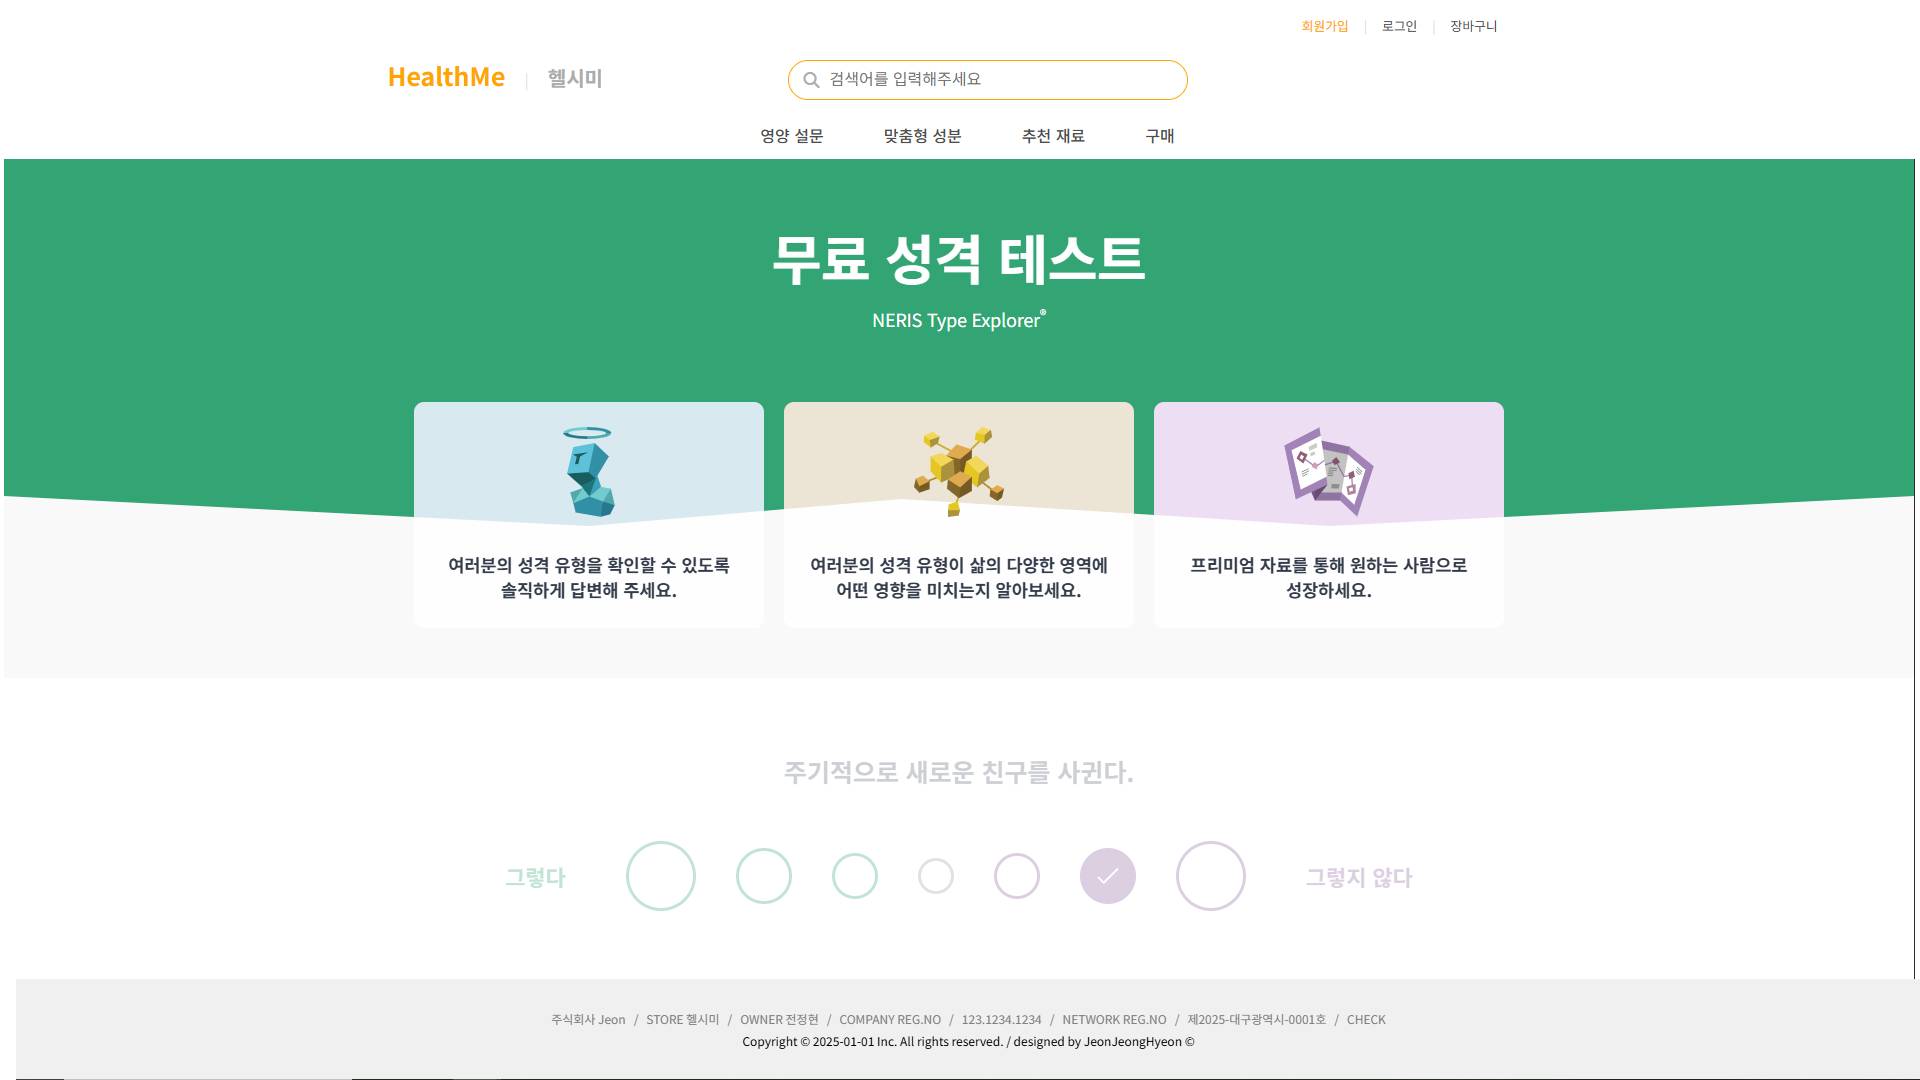 회원가입 | 로그인 | 장바구니
HealthMe | 헬시미
검색어를 입력해주세요
영양 설문 맞춤형 성분 추천 재료 구매
무료 성격 테스트
NERIS Type Explorer®
T
여러분의 성격 유형을 확인할 수 있도록
솔직하게 답변해 주세요.
여러분의 성격 유형이 삶의 다양한 영역에
어떤 영향을 미치는지 알아보세요.
프리미엄 자료를 통해 원하는 사람으로
성장하세요.
주기적으로 새로운 친구를 사귄다.
그렇다 그렇지 않다
주식회사 Jeon / STORE 헬시미 / OWNER 전정현 / COMPANY REG.NO / 123.1234.1234 / NETWORK REG.NO / 제2025-대구광역시-0001호 / CHECK
Copyright © 2025-01-01 Inc. All rights reserved. / designed by JeonJeongHyeon ©